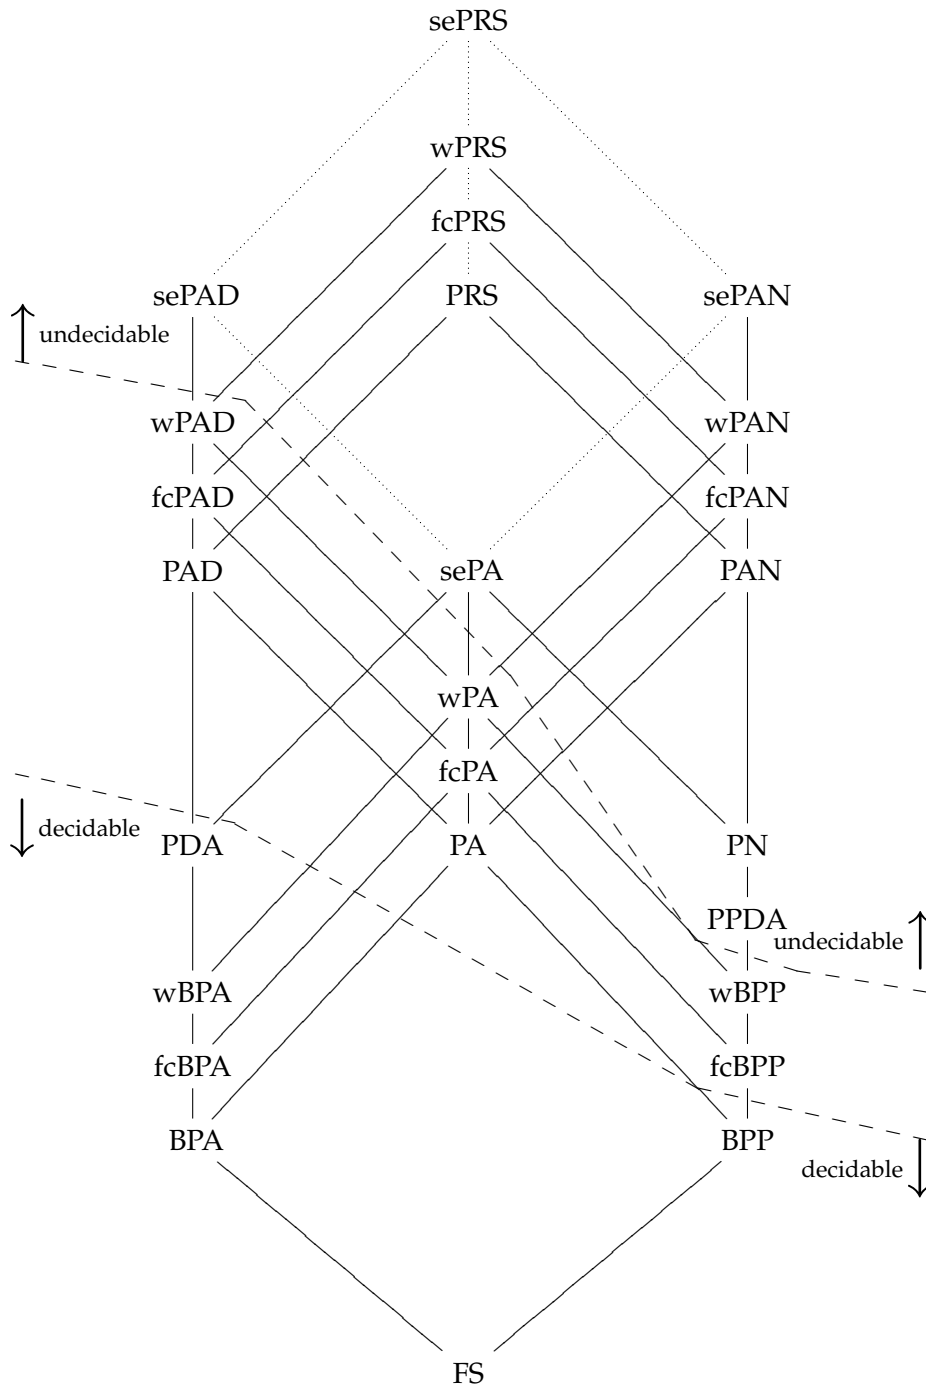 sePRS
wPRS
fcPRS
sePAD PRS sePAN
undecidable
wPAD wPAN
fcPAD fcPAN
PAD sePA PAN
wPA
fcPA
decidable
PDA PA PN
PPDA
undecidable
wBPA wBPP
fcBPA fcBPP
BPA BPP
decidable
FS